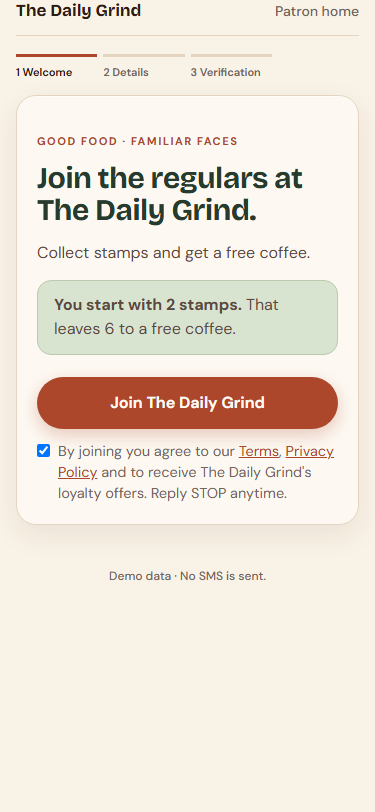 The Daily Grind
Patron home
1 Welcome
2 Details
3 Verification
GOOD FOOD · FAMILIAR FACES
Join the regulars at
The Daily Grind.
Collect stamps and get a free coffee.
You start with 2 stamps. That
leaves 6 to a free coffee.
Join The Daily Grind
By joining you agree to our Terms, Privacy
Policy and to receive The Daily Grind's
loyalty offers. Reply STOP anytime.
Demo data · No SMS is sent.